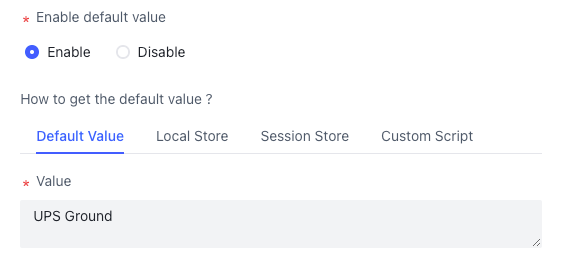 * Enable default value
Enable Disable
How to get the default value ?
Default Value Local Store Session Store Custom Script
* Value
UPS Ground